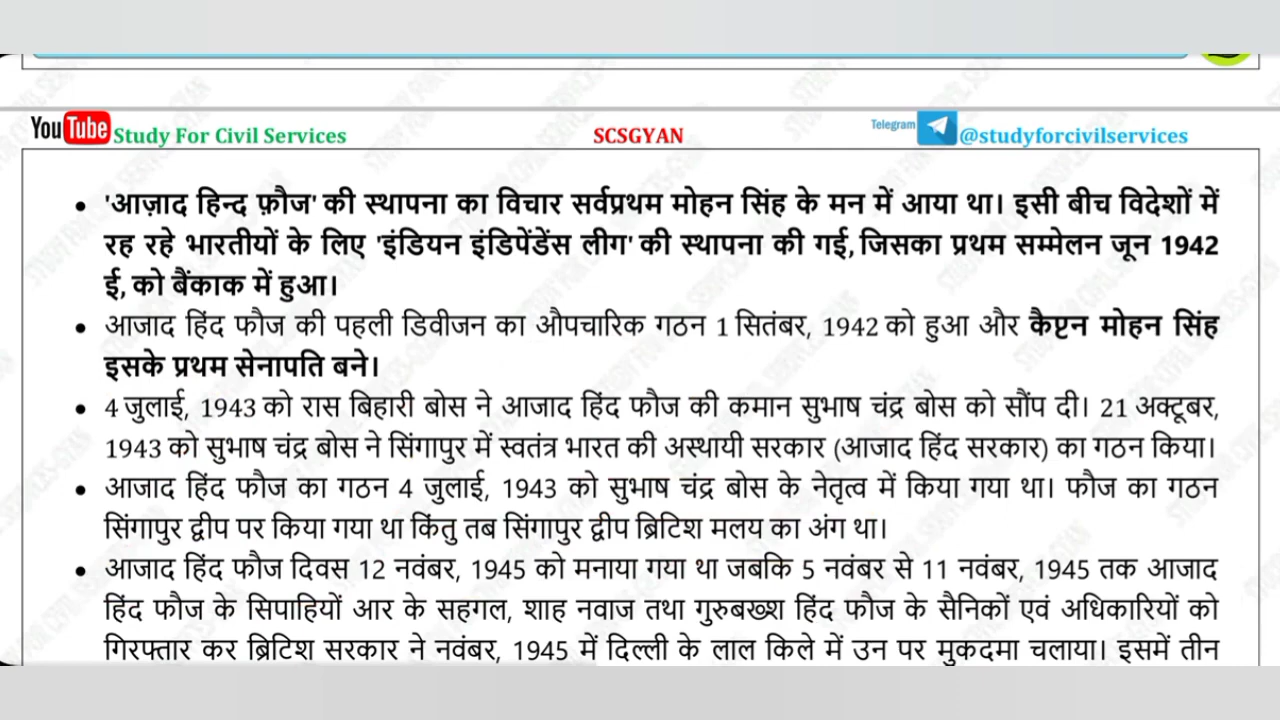 YouTube Study For Civil Services SCSGYAN Telegram @studyforcivilservices
• 'आज़ाद हिन्द फ़ौज' की स्थापना का विचार सर्वप्रथम मोहन सिंह के मन में आया था। इसी बीच विदेशों में
रह रहे भारतीयों के लिए 'इंडियन इंडिपेंडेंस लीग' की स्थापना की गई, जिसका प्रथम सम्मेलन जून 1942
ई, को बैंकाक में हुआ।
• आजाद हिंद फौज की पहली डिवीजन का औपचारिक गठन 1 सितंबर, 1942 को हुआ और कैप्टन मोहन सिंह
इसके प्रथम सेनापति बने।
• 4 जुलाई, 1943 को रास बिहारी बोस ने आजाद हिंद फौज की कमान सुभाष चंद्र बोस को सौंप दी। 21 अक्टूबर,
1943 को सुभाष चंद्र बोस ने सिंगापुर में स्वतंत्र भारत की अस्थायी सरकार (आजाद हिंद सरकार) का गठन किया।
• आजाद हिंद फौज का गठन 4 जुलाई, 1943 को सुभाष चंद्र बोस के नेतृत्व में किया गया था। फौज का गठन
सिंगापुर द्वीप पर किया गया था किंतु तब सिंगापुर द्वीप ब्रिटिश मलय का अंग था।
• आजाद हिंद फौज दिवस 12 नवंबर, 1945 को मनाया गया था जबकि 5 नवंबर से 11 नवंबर, 1945 तक आजाद
हिंद फौज के सिपाहियों आर के सहगल, शाह नवाज तथा गुरुबख्श हिंद फौज के सैनिकों एवं अधिकारियों को
गिरफ्तार कर ब्रिटिश सरकार ने नवंबर, 1945 में दिल्ली के लाल किले में उन पर मुकदमा चलाया। इसमें तीन